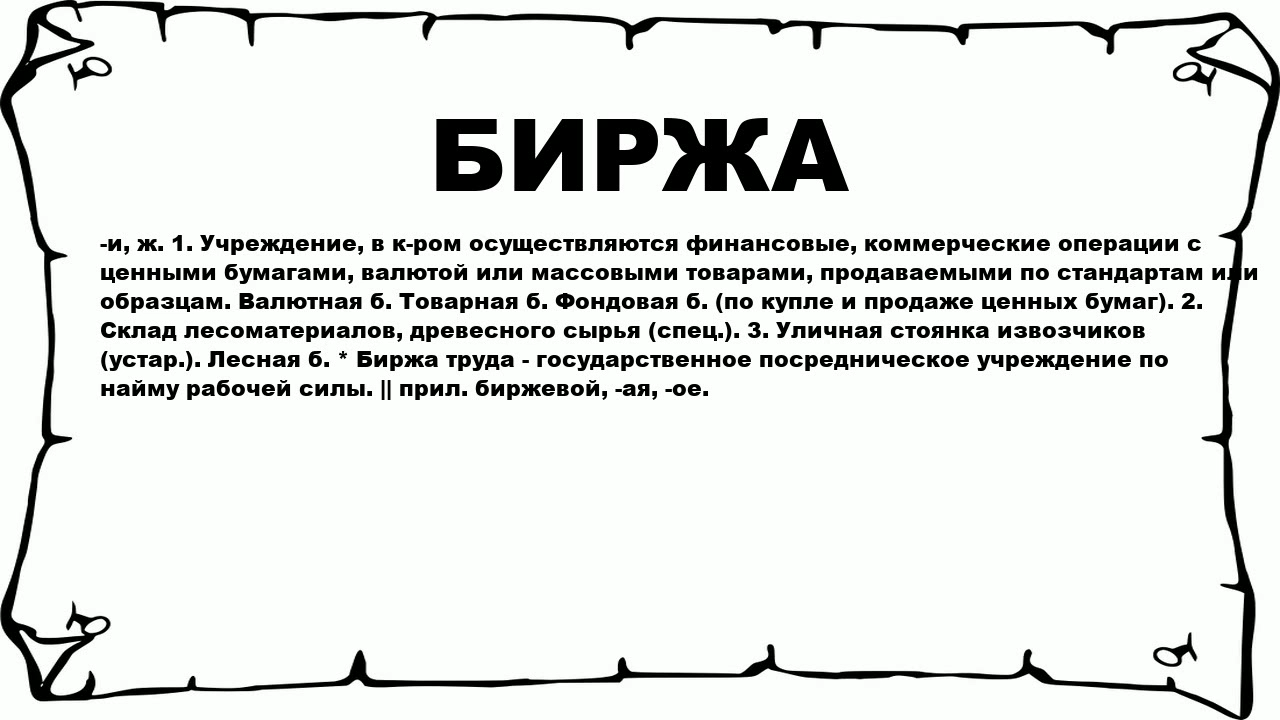 БИРЖА
-и, ж. 1. Учреждение, в к-ром осуществляются финансовые, коммерческие операции с
ценными бумагами, валютой или массовыми товарами, продаваемыми по стандартам или
образцам. Валютная б. Товарная б. Фондовая б. (по купле и продаже ценных бумаг). 2.
Склад лесоматериалов, древесного сырья (спец.). 3. Уличная стоянка извозчиков
(устар.). Лесная б. * Биржа труда - государственное посредническое учреждение по
найму рабочей силы. || прил. биржевой, -ая, -ое.